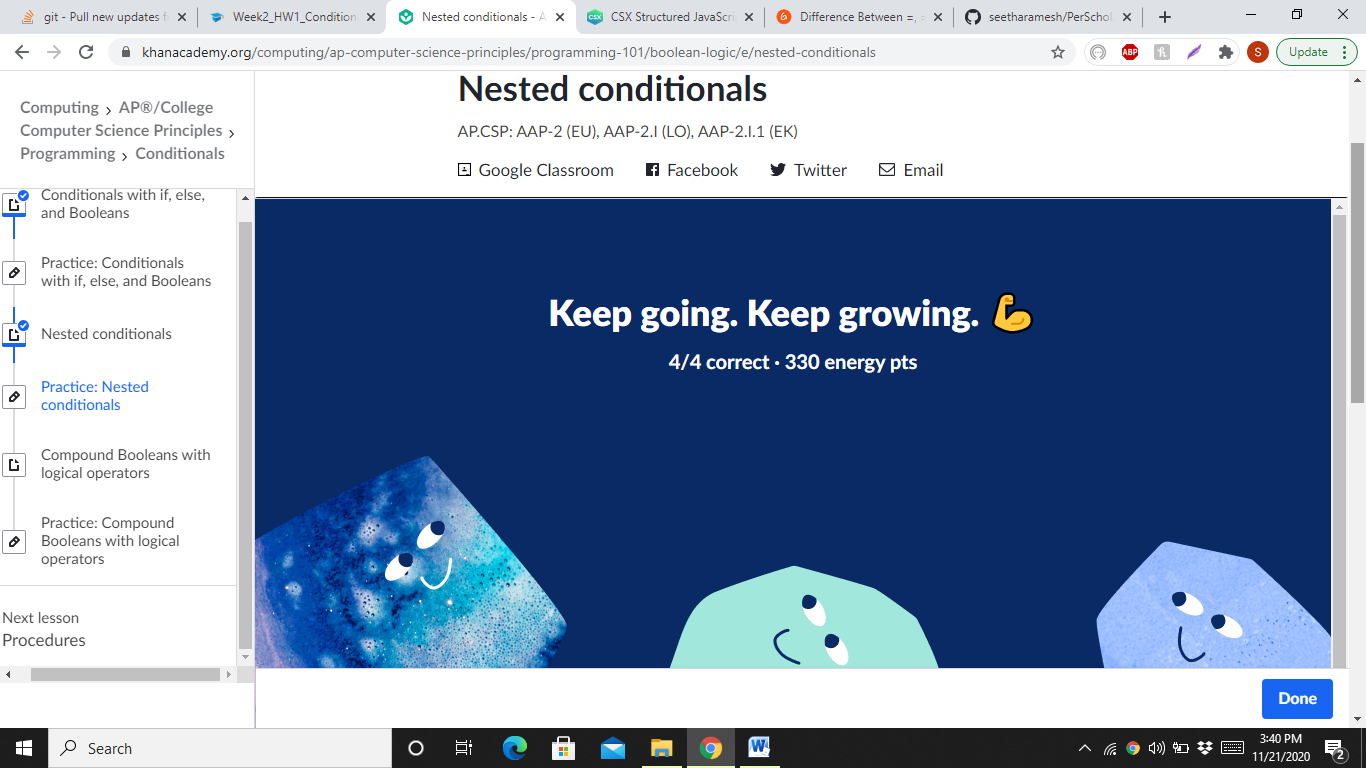 git - Pull new updates f
Week2_HW1_Condition
Nested conditionals - A
CSX Structured JavaScri
Difference Between =, =
seetharamesh/PerSchol
khanacademy.org/computing/ap-computer-science-principles/programming-101/boolean-logic/e/nested-conditionals
ABP
S
Update
Computing > AP®/College
Computer Science Principles >
Programming > Conditionals
Conditionals with if, else,
and Booleans
Practice: Conditionals
with if, else, and Booleans
Nested conditionals
Practice: Nested
conditionals
Compound Booleans with
logical operators
Practice: Compound
Booleans with logical
operators
Next lesson
Procedures
Nested conditionals
AP.CSP: AAP-2 (EU), AAP-2.I (LO), AAP-2.I.1 (EK)
Google Classroom
Facebook
Twitter
Email
Keep going. Keep growing. 💪
4/4 correct · 330 energy pts
Done
Search
3:40 PM
11/21/2020
2